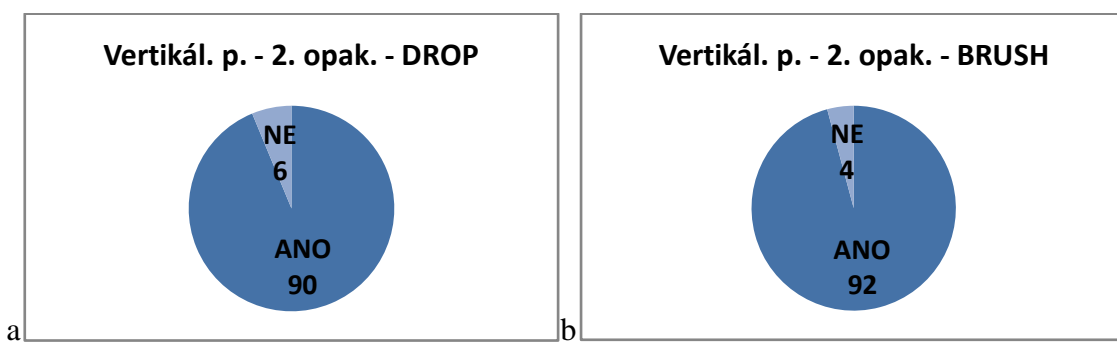 Vertikál. p. - 2. opak. - DROP
NE
6
ANO
90
a
Vertikál. p. - 2. opak. - BRUSH
NE
4
ANO
92
b